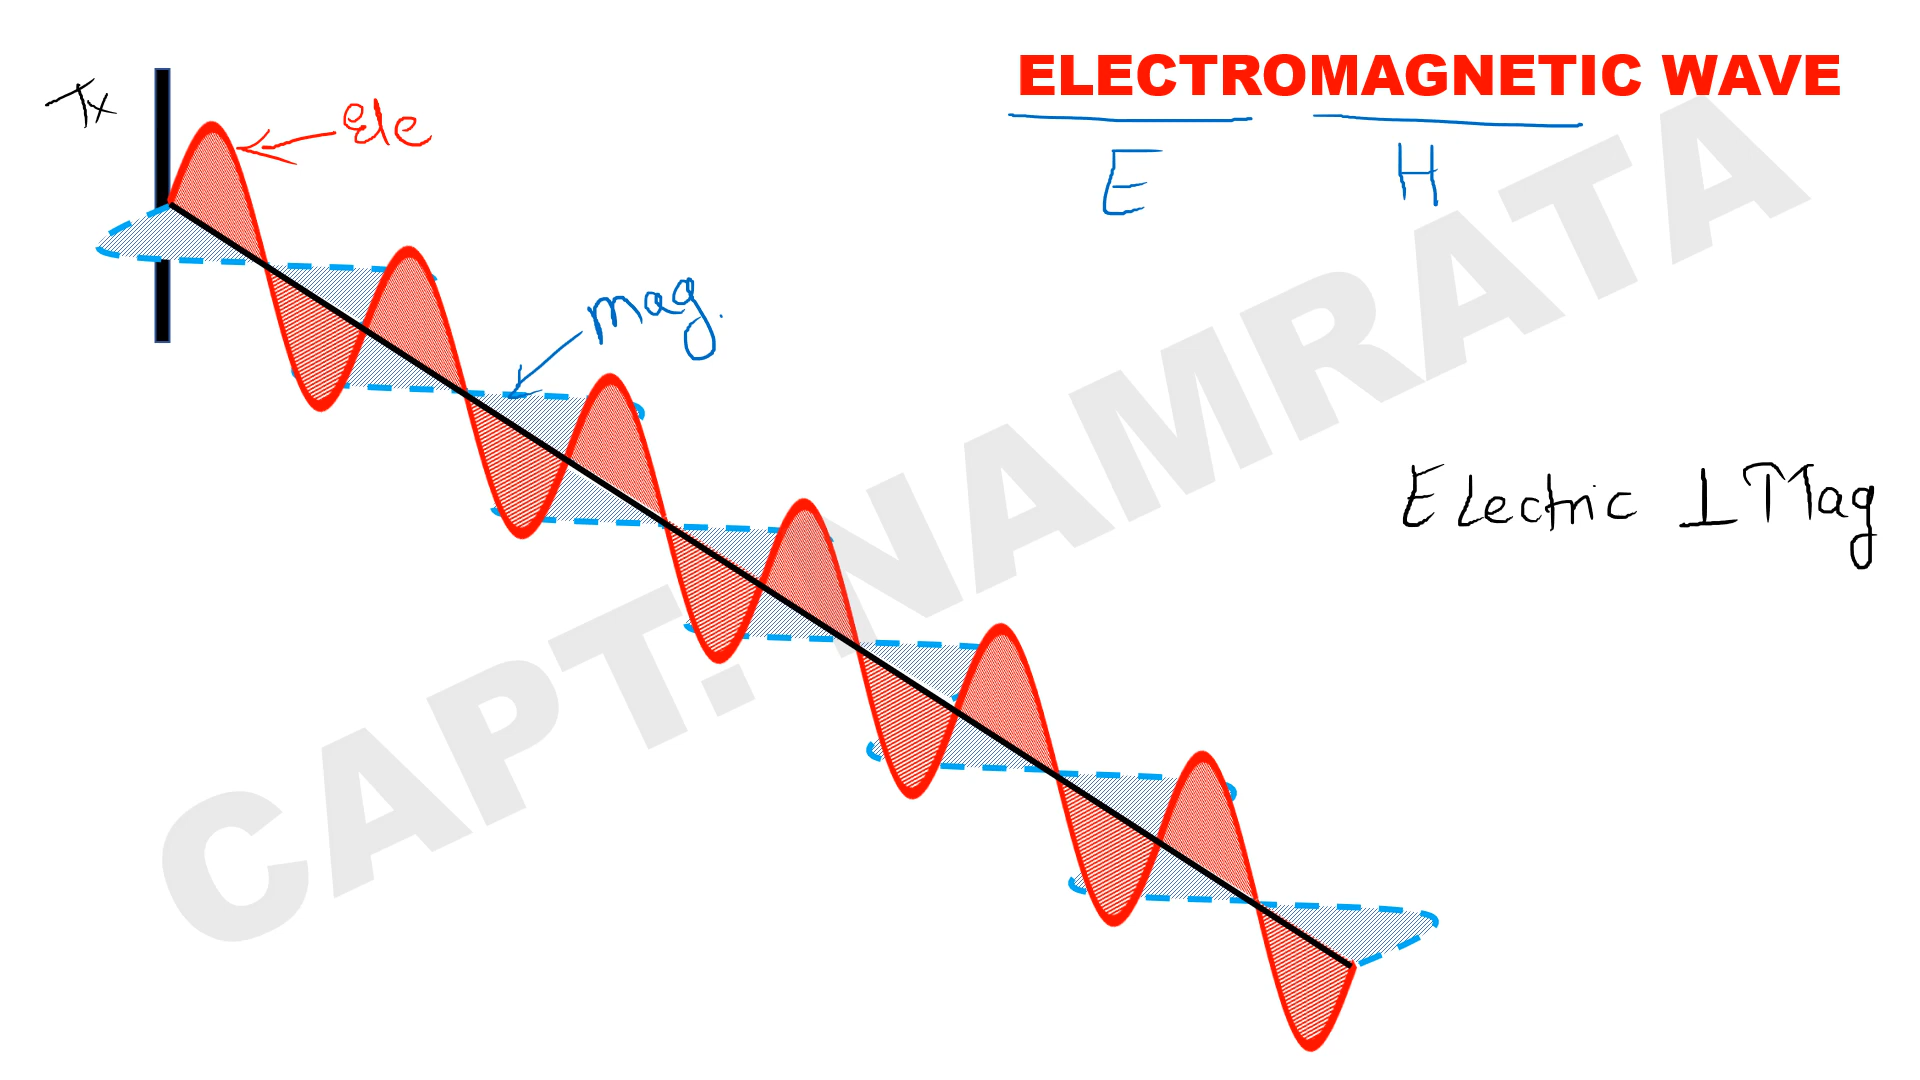 ELECTROMAGNETIC WAVE
Tx
Ele
E H
mag.
Electric ⊥ Mag
CAPT. NAMRATA